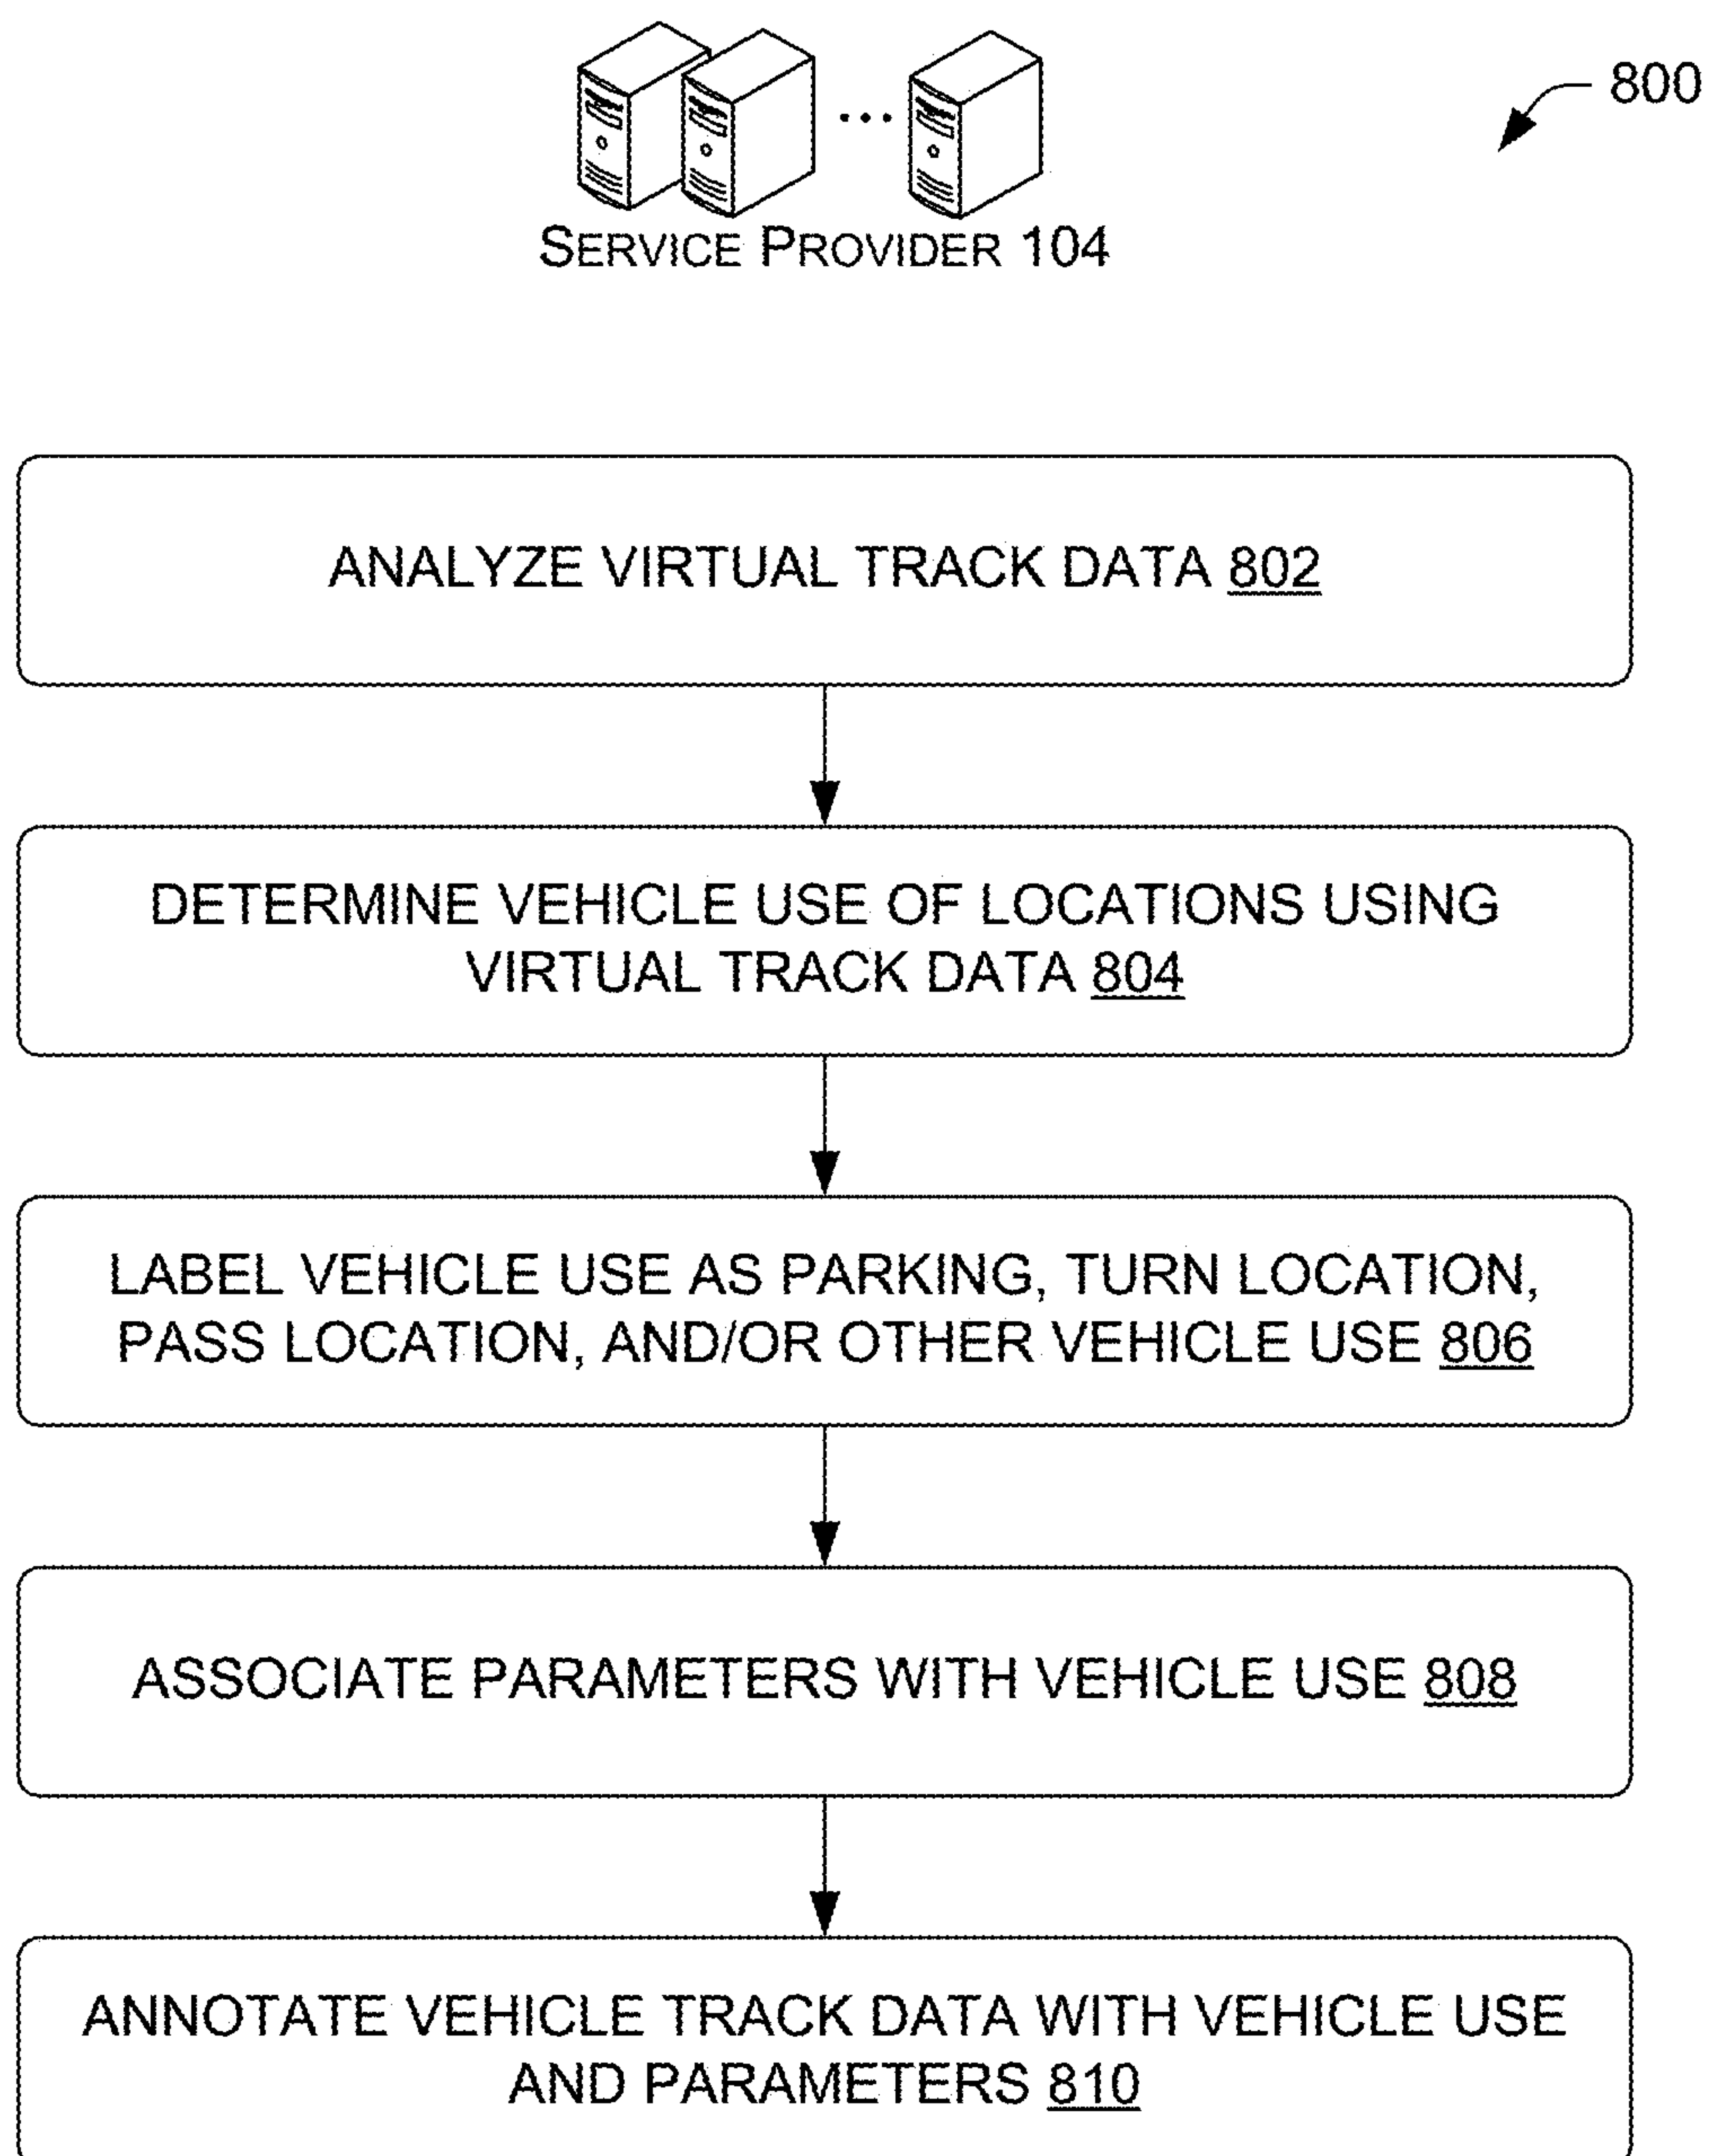 800
SERVICE PROVIDER 104
ANALYZE VIRTUAL TRACK DATA 802
DETERMINE VEHICLE USE OF LOCATIONS USING
VIRTUAL TRACK DATA 804
LABEL VEHICLE USE AS PARKING, TURN LOCATION,
PASS LOCATION, AND/OR OTHER VEHICLE USE 806
ASSOCIATE PARAMETERS WITH VEHICLE USE 808
ANNOTATE VEHICLE TRACK DATA WITH VEHICLE USE
AND PARAMETERS 810